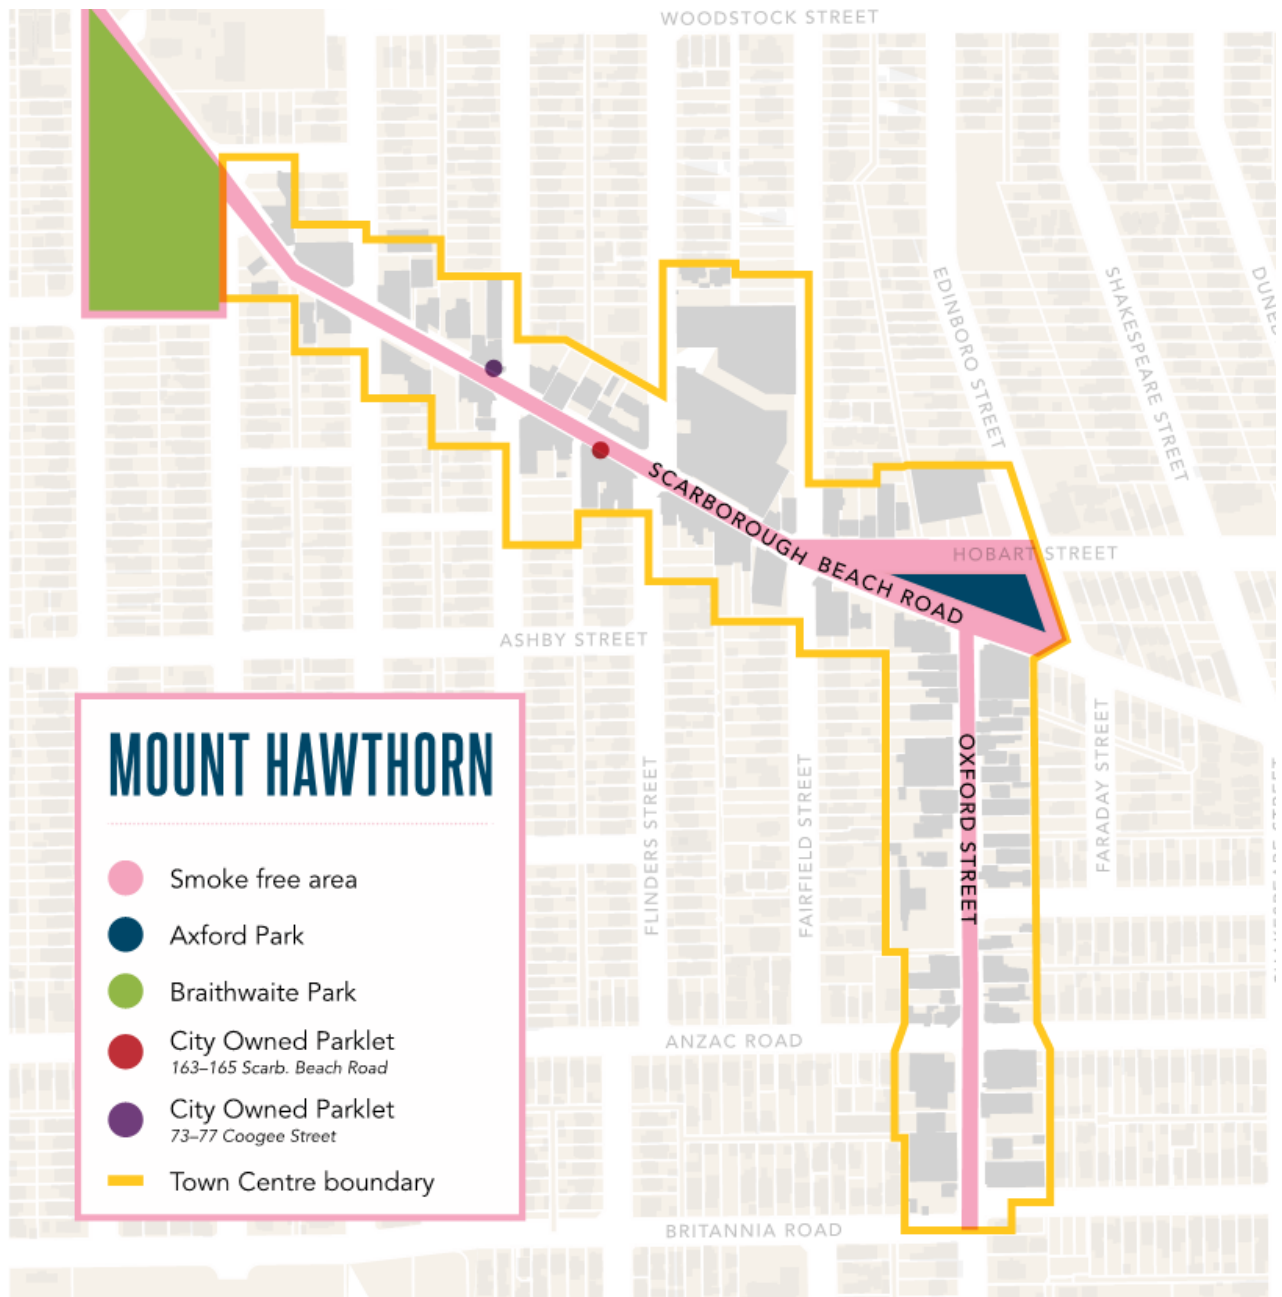 WOODSTOCK STREET
EDINBORO STREET
SHAKESPEARE STREET
SCARBOROUGH BEACH ROAD
HOBART STREET
ASHBY STREET
MOUNT HAWTHORN
Smoke free area
Axford Park
Braithwaite Park
City Owned Parklet
163–165 Scarb. Beach Road
City Owned Parklet
73–77 Coogee Street
Town Centre boundary
FLINDERS STREET
FAIRFIELD STREET
OXFORD STREET
FARADAY STREET
ANZAC ROAD
BRITANNIA ROAD